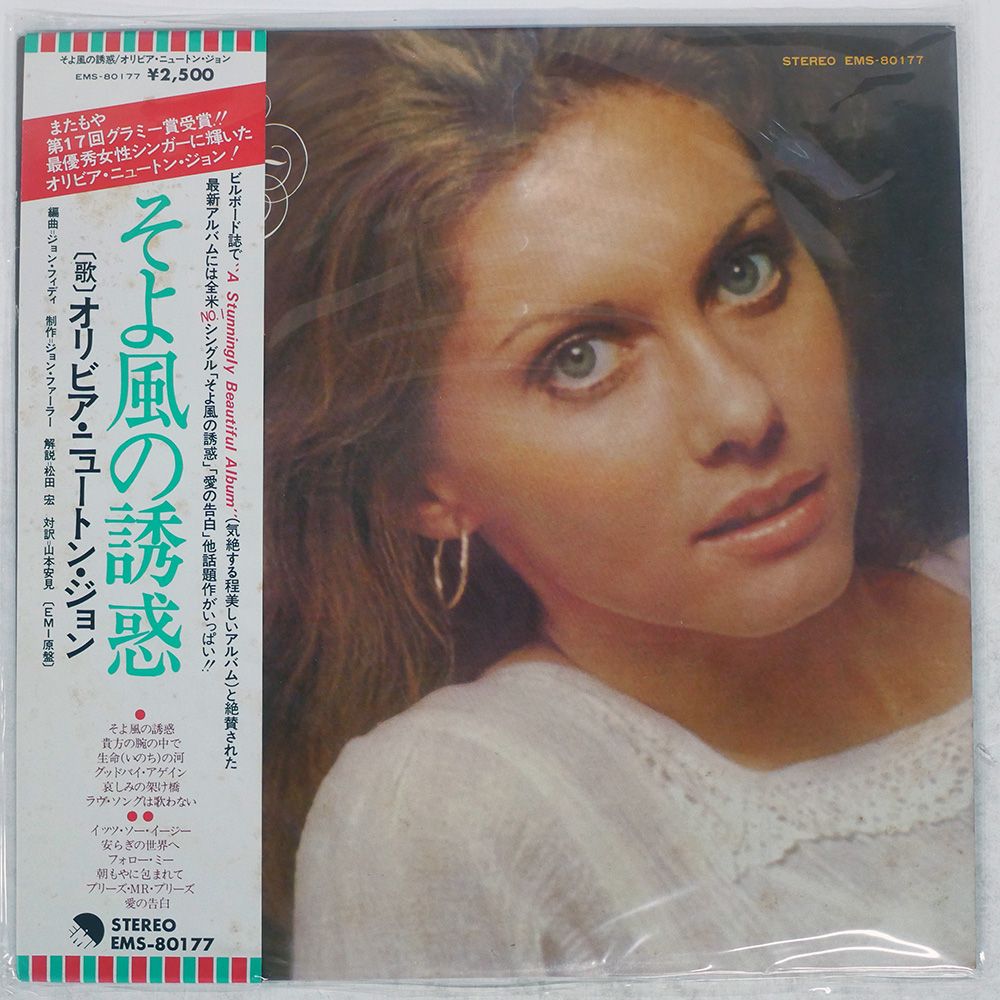 そよ風の誘惑/オリビア・ニュートン・ジョン
EMS-80177 ¥2,500
またもや
第17回グラミー賞受賞!!
最優秀女性シンガーに輝いた
オリビア・ニュートン・ジョン!
ビルボード誌で"A Stunningly Beautiful Album"(気絶する程美しいアルバム)と絶賛された
最新アルバムには全米NO.1シングル「そよ風の誘惑」「愛の告白」他話題作がいっぱい!!
そよ風の誘惑
〔歌〕オリビア・ニュートン・ジョン
編曲=ジョン・フィディ 制作=ジョン・ファーラー 解説=松田 宏 対訳=山本安見 〔EMI原盤〕
●
そよ風の誘惑
貴方の腕の中で
生命(いのち)の河
グッドバイ・アゲイン
哀しみの架け橋
ラヴ・ソングは歌わない
●●
イッツ・ソー・イージー
安らぎの世界へ
フォロー・ミー
朝もやに包まれて
プリーズ・MR・プリーズ
愛の告白
STEREO
EMS-80177
STEREO EMS-80177